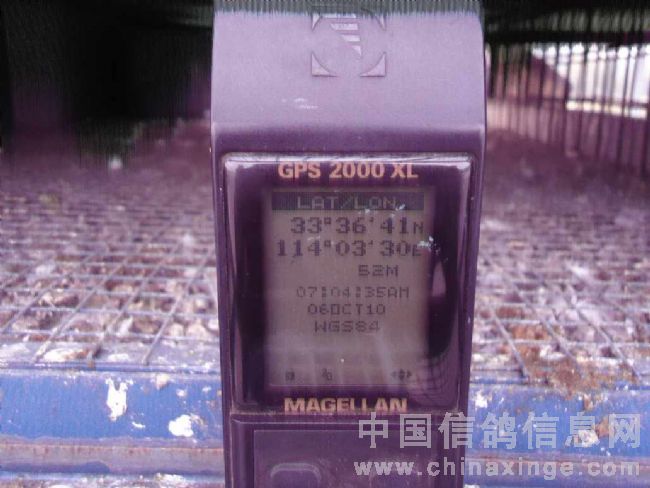 GPS 2000 XL
LAT/LON
33°36'41N
114°03'30E
52M
07:04:35AM
06OCT10
WGS84
MAGELLAN
中国信鸽信息网
www.chinaxinge.com